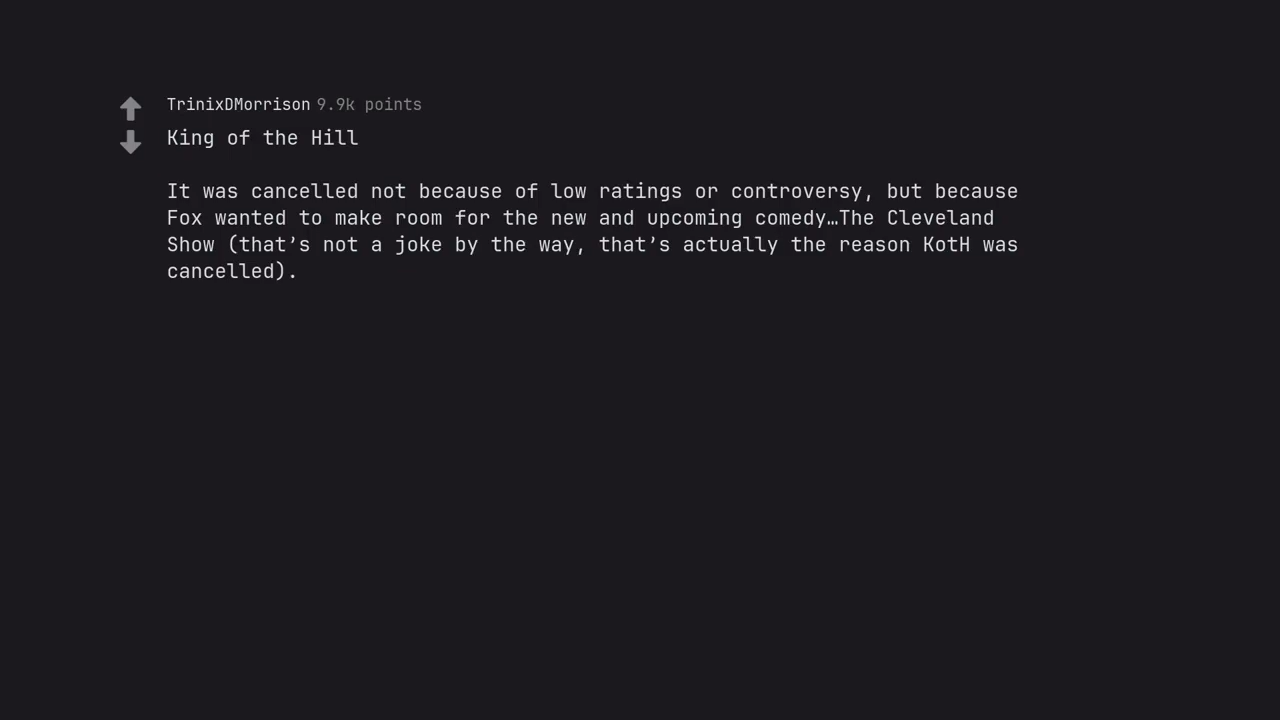 TrinixDMorrison 9.9k points
King of the Hill
It was cancelled not because of low ratings or controversy, but because
Fox wanted to make room for the new and upcoming comedy…The Cleveland
Show (that’s not a joke by the way, that’s actually the reason KotH was
cancelled).